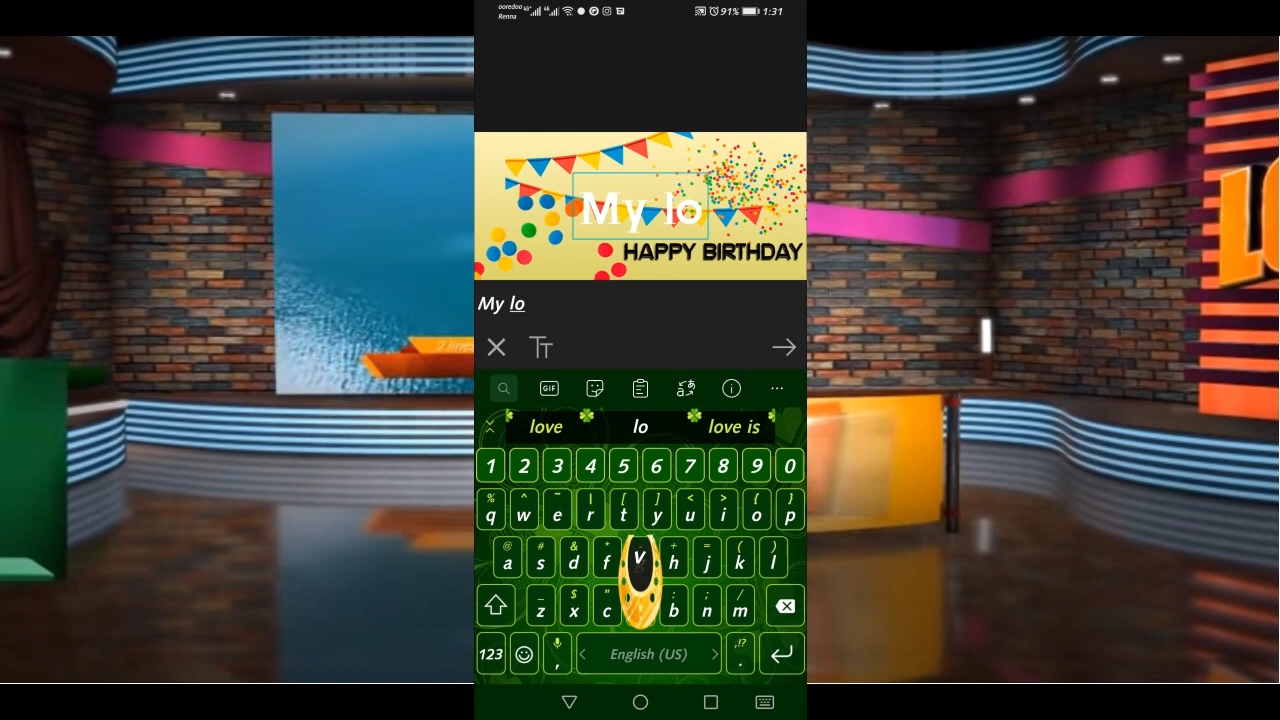 ooredoo
Renna
91%
1:31
My lo
HAPPY BIRTHDAY
My lo
GIF
love lo love is
1 2 3 4 5 6 7 8 9 0
% ^ ~ | [ ] < > { }
q w e r t y u i o p
@ # & * + = ( )
a s d f v h j k l
_ $ " : ; /
z x c b n m
,!?
123 , English (US) .
LO